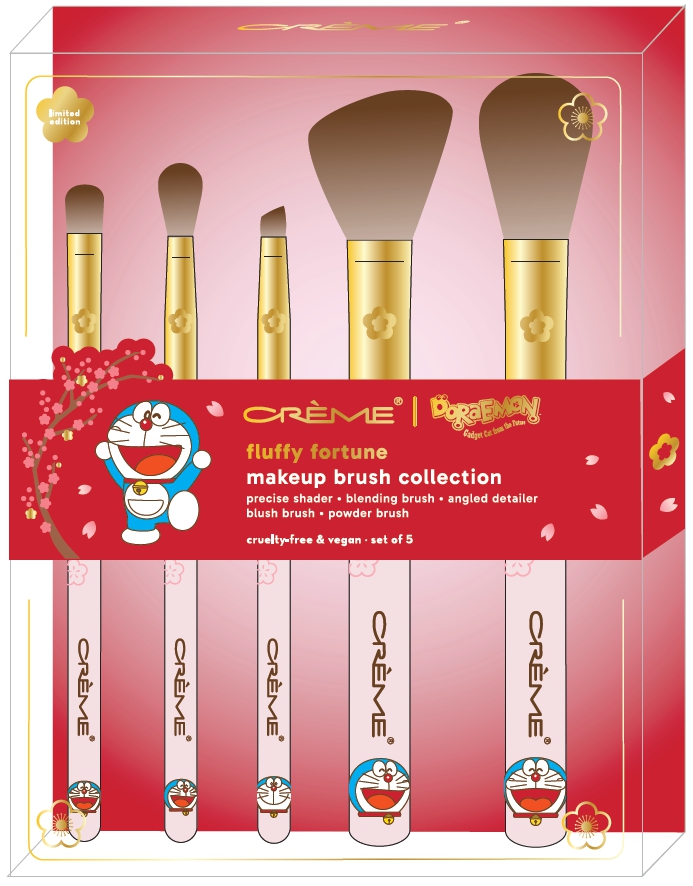 CRÈME®
limited
edition
CRÈME® | DORAEMON
Gadget Cat from the Future
fluffy fortune
makeup brush collection
precise shader • blending brush • angled detailer
blush brush • powder brush
cruelty-free & vegan · set of 5
CRÈME®
CRÈME®
CRÈME®
CRÈME®
CRÈME®